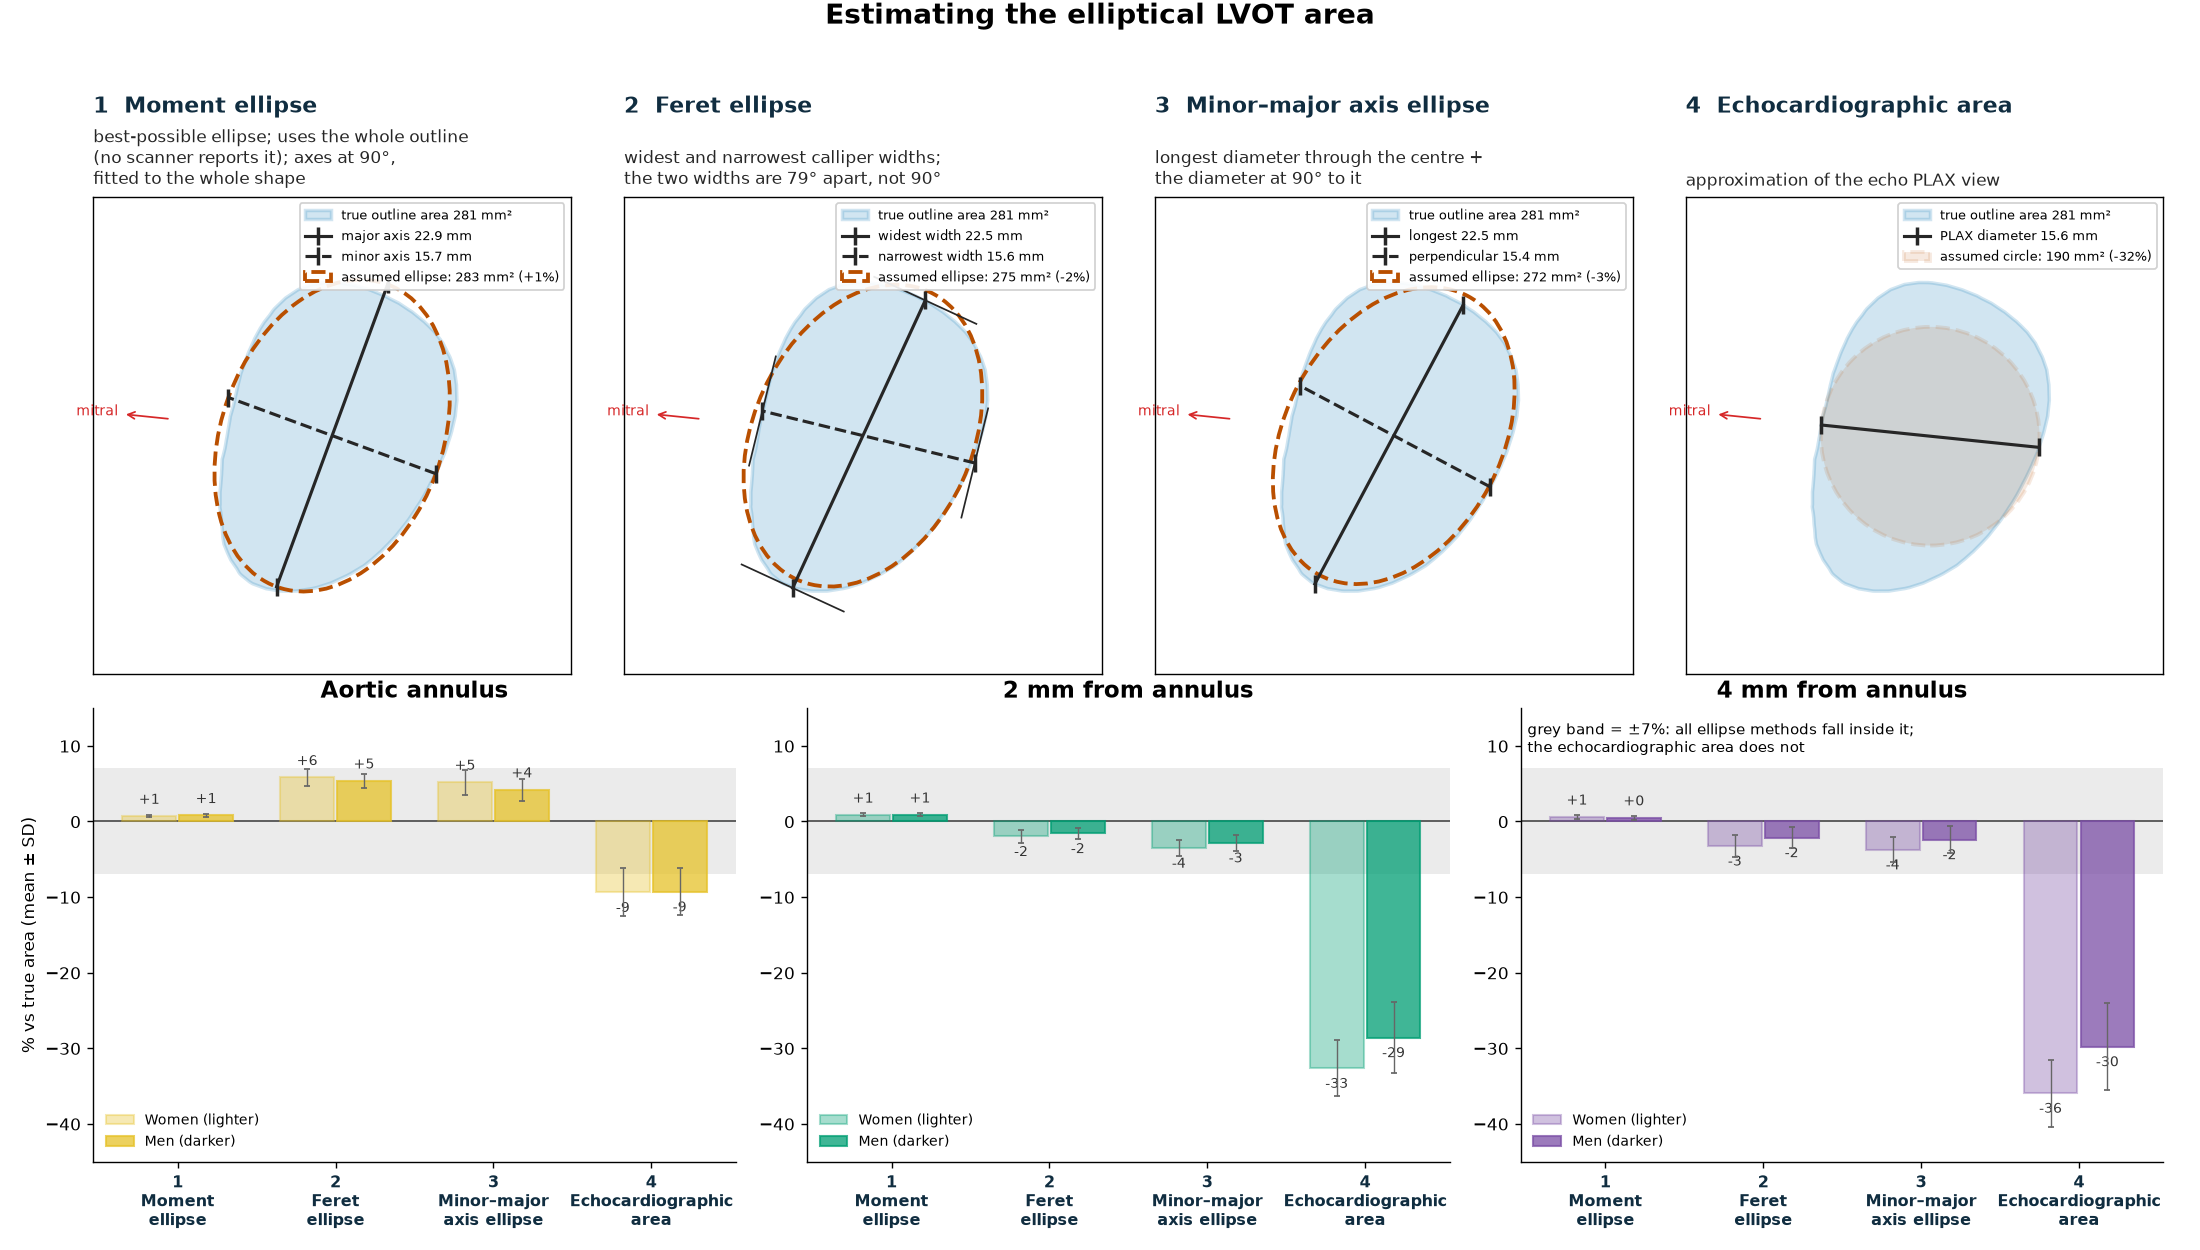 Estimating the elliptical LVOT area
1 Moment ellipse
best-possible ellipse; uses the whole outline
(no scanner reports it); axes at 90°,
fitted to the whole shape
true outline area 281 mm²
major axis 22.9 mm
minor axis 15.7 mm
assumed ellipse: 283 mm² (+1%)
mitral
2 Feret ellipse
widest and narrowest calliper widths;
the two widths are 79° apart, not 90°
true outline area 281 mm²
widest width 22.5 mm
narrowest width 15.6 mm
assumed ellipse: 275 mm² (-2%)
mitral
3 Minor–major axis ellipse
longest diameter through the centre +
the diameter at 90° to it
true outline area 281 mm²
longest 22.5 mm
perpendicular 15.4 mm
assumed ellipse: 272 mm² (-3%)
mitral
4 Echocardiographic area
approximation of the echo PLAX view
true outline area 281 mm²
PLAX diameter 15.6 mm
assumed circle: 190 mm² (-32%)
mitral
Aortic annulus
% vs true area (mean ± SD)
10
0
−10
−20
−30
−40
+1
+1
+6
+5
+5
+4
-9
-9
Women (lighter)
Men (darker)
1
Moment
ellipse
2
Feret
ellipse
3
Minor–major
axis ellipse
4
Echocardiographic
area
2 mm from annulus
10
0
−10
−20
−30
−40
+1
+1
-2
-2
-4
-3
-33
-29
Women (lighter)
Men (darker)
1
Moment
ellipse
2
Feret
ellipse
3
Minor–major
axis ellipse
4
Echocardiographic
area
4 mm from annulus
grey band = ±7%: all ellipse methods fall inside it;
the echocardiographic area does not
10
0
−10
−20
−30
−40
+1
+0
-3
-2
-4
-2
-36
-30
Women (lighter)
Men (darker)
1
Moment
ellipse
2
Feret
ellipse
3
Minor–major
axis ellipse
4
Echocardiographic
area